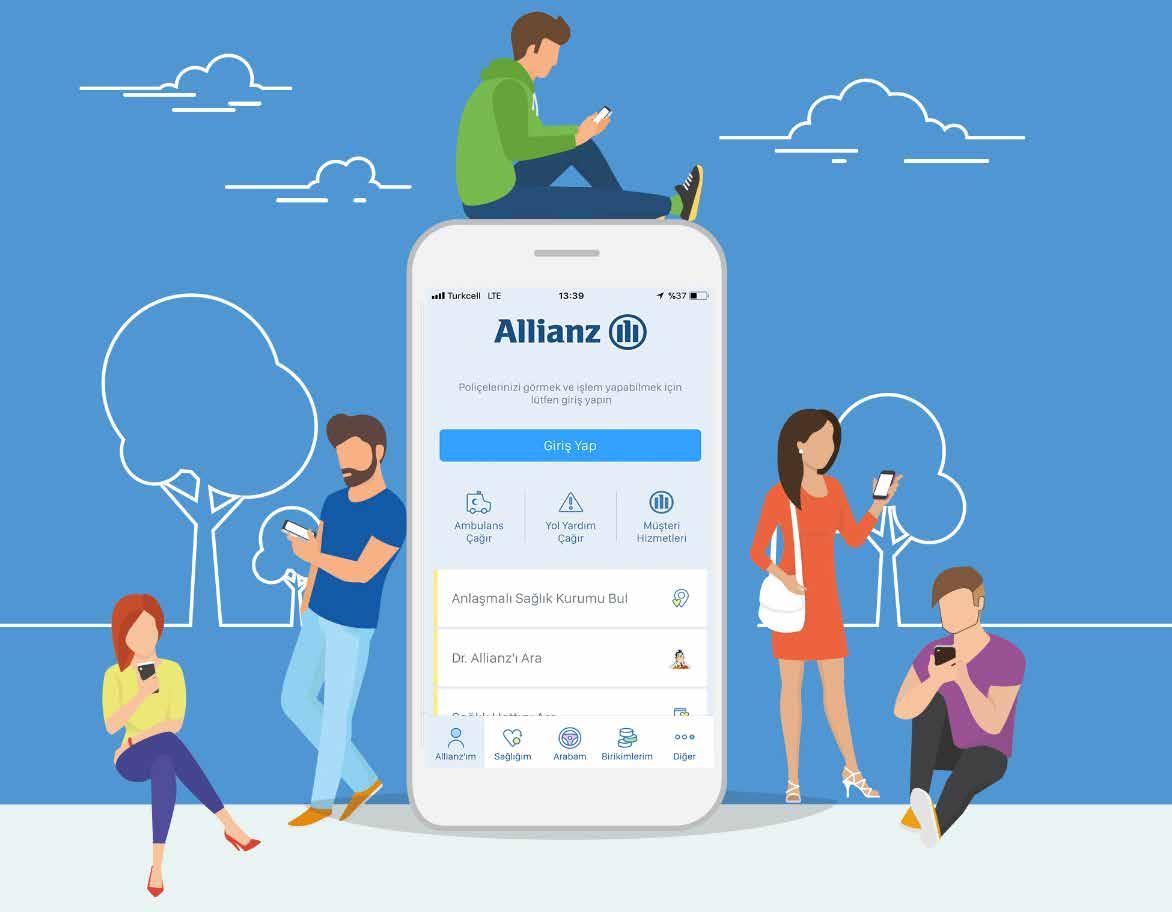 Turkcell LTE 13:39 %37
Allianz
Poliçelerinizi görmek ve işlem yapabilmek için
lütfen giriş yapın
Giriş Yap
Ambulans
Çağır
Yol Yardım
Çağır
Müşteri
Hizmetleri
Anlaşmalı Sağlık Kurumu Bul
Dr. Allianz'ı Ara
Allianz'ım Sağlığım Arabam Birikimlerim Diğer